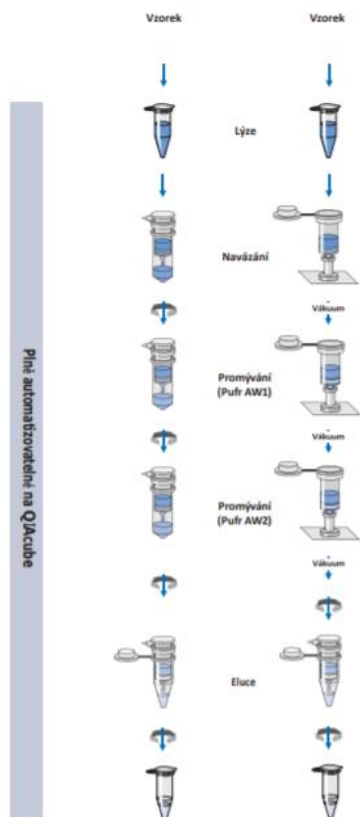 Vzorek
Vzorek
Lýze
Navázání
Vákuum
Promývání
(Pufr AW1)
Vákuum
Promývání
(Pufr AW2)
Vákuum
Eluce
Plně automatizovatelné na QIAcube